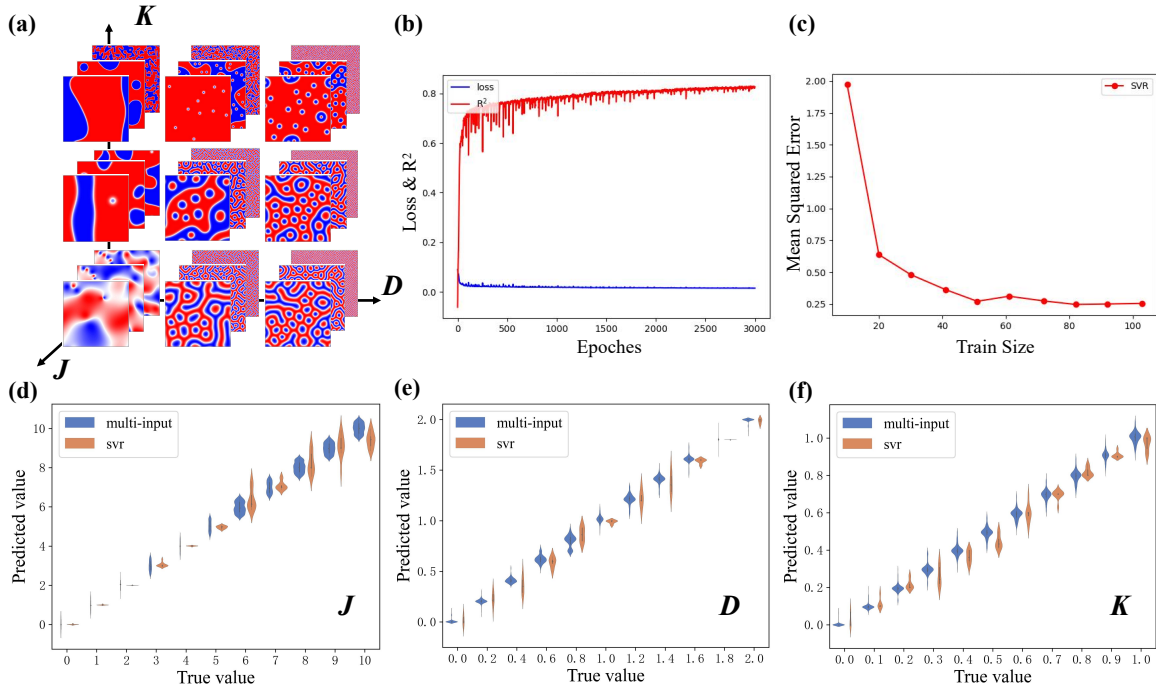 (a)
K
D
J
(b)
loss
R²
Loss & R²
0.8
0.6
0.4
0.2
0.0
0 500 1000 1500 2000 2500 3000
Epoches
(c)
SVR
Mean Squared Error
2.00
1.75
1.50
1.25
1.00
0.75
0.50
0.25
20 40 60 80 100
Train Size
(d)
multi-input
svr
Predicted value
10
8
6
4
2
0
0 1 2 3 4 5 6 7 8 9 10
True value
J
(e)
multi-input
svr
Predicted value
2.0
1.5
1.0
0.5
0.0
0.0 0.2 0.4 0.6 0.8 1.0 1.2 1.4 1.6 1.8 2.0
True value
D
(f)
multi-input
svr
Predicted value
1.0
0.8
0.6
0.4
0.2
0.0
0.0 0.1 0.2 0.3 0.4 0.5 0.6 0.7 0.8 0.9 1.0
True value
K